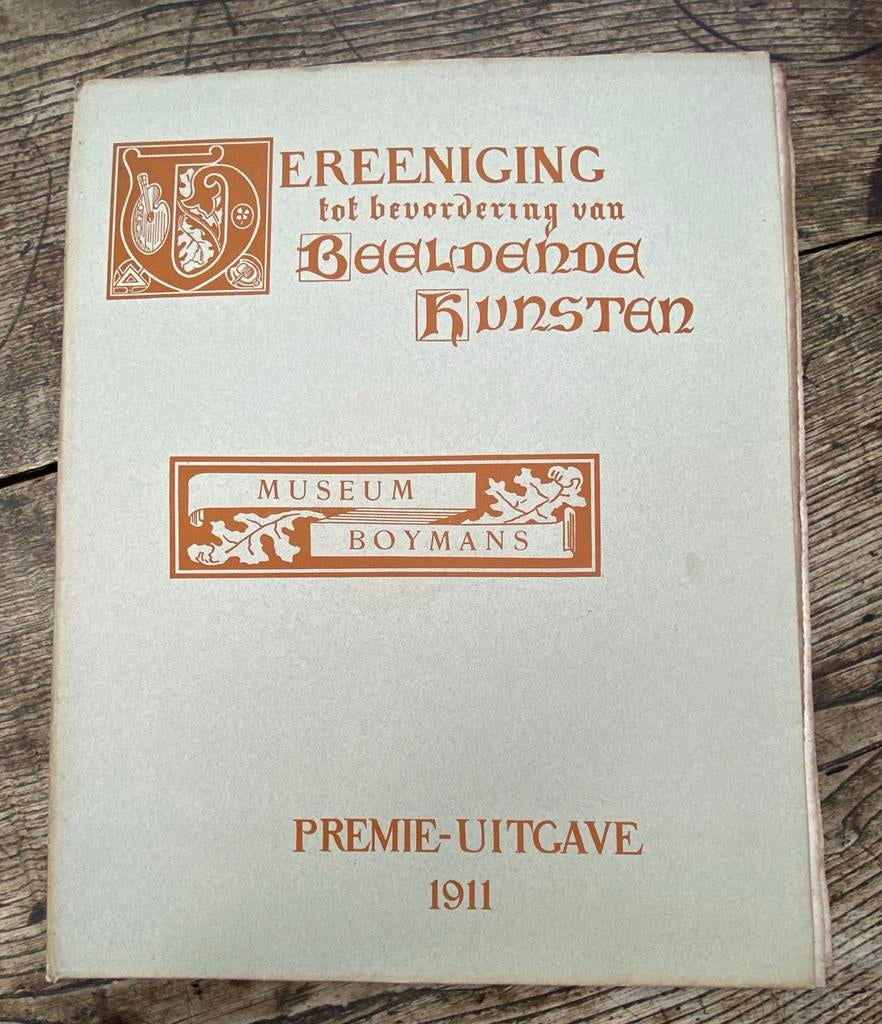 VEREENIGING
tot bevordering van
BEELDENDE
KUNSTEN
MUSEUM
BOYMANS
PREMIE-UITGAVE
1911